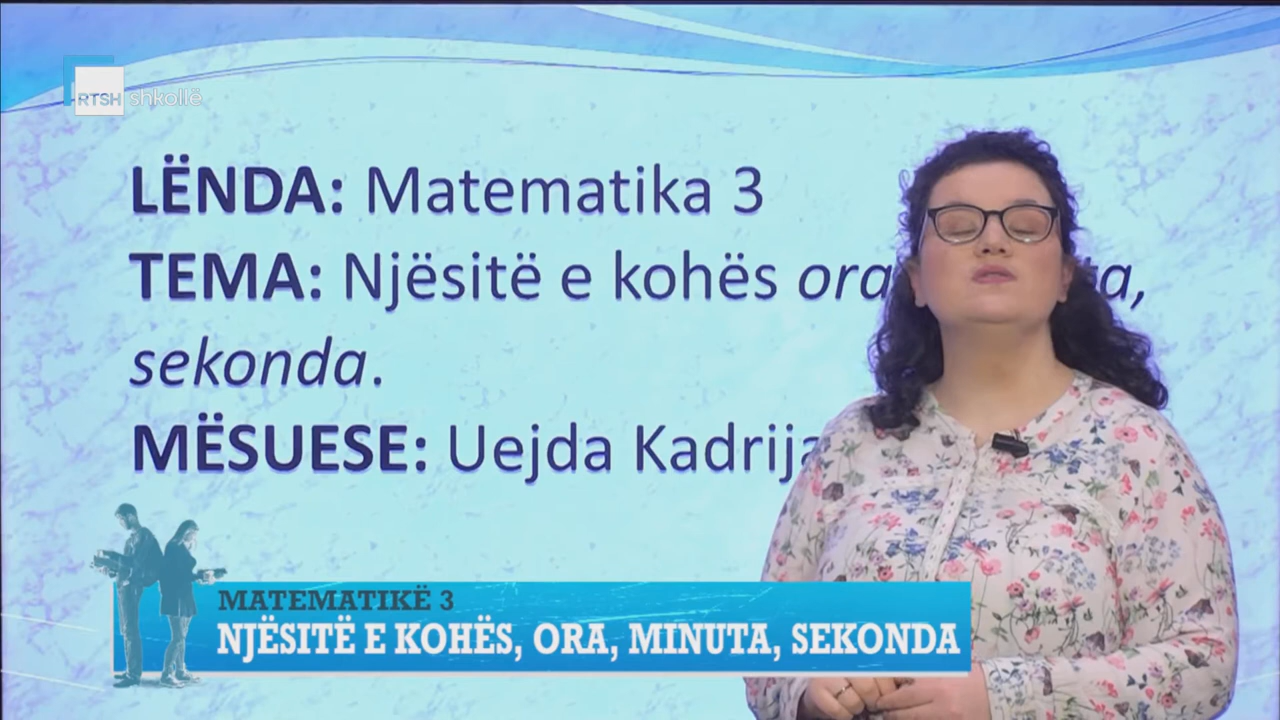 RTSH shkollë
LËNDA: Matematika 3
TEMA: Njësitë e kohës ora
sekonda.
MËSUESE: Uejda Kadrija
MATEMATIKË 3
NJËSITË E KOHËS, ORA, MINUTA, SEKONDA